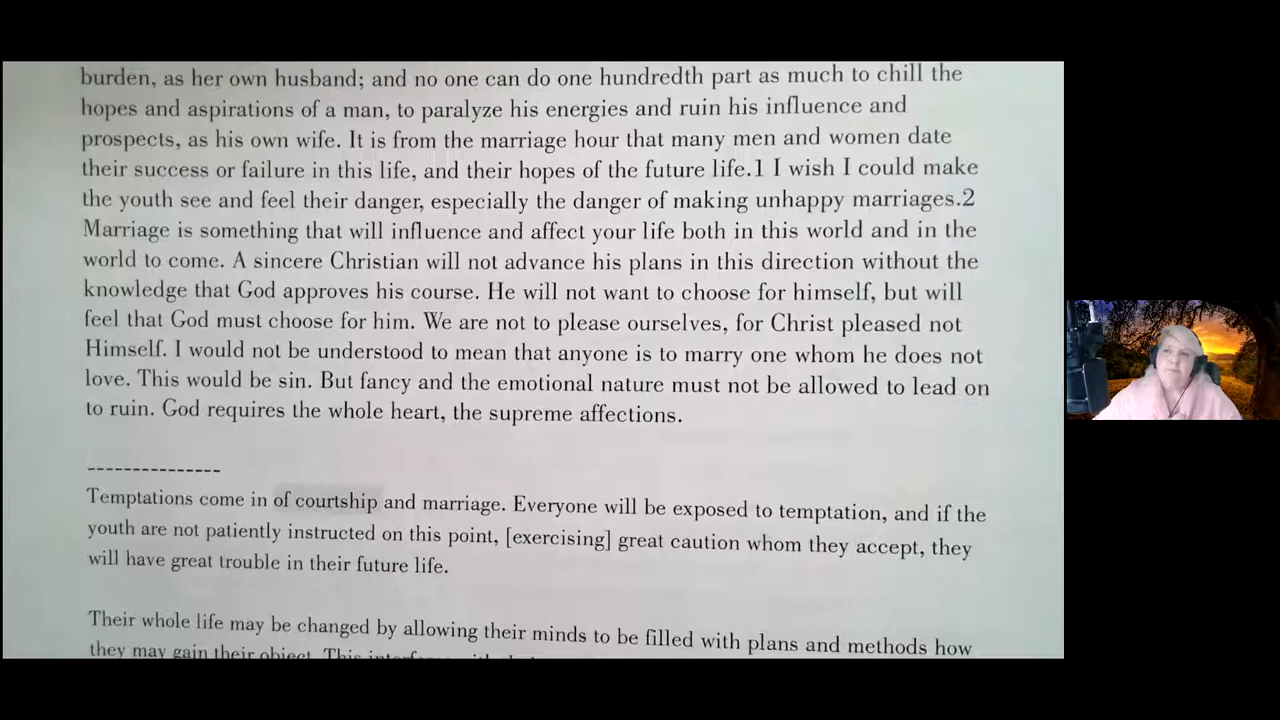 burden, as her own husband; and no one can do one hundredth part as much to chill the
hopes and aspirations of a man, to paralyze his energies and ruin his influence and
prospects, as his own wife. It is from the marriage hour that many men and women date
their success or failure in this life, and their hopes of the future life.1 I wish I could make
the youth see and feel their danger, especially the danger of making unhappy marriages.2
Marriage is something that will influence and affect your life both in this world and in the
world to come. A sincere Christian will not advance his plans in this direction without the
knowledge that God approves his course. He will not want to choose for himself, but will
feel that God must choose for him. We are not to please ourselves, for Christ pleased not
Himself. I would not be understood to mean that anyone is to marry one whom he does not
love. This would be sin. But fancy and the emotional nature must not be allowed to lead on
to ruin. God requires the whole heart, the supreme affections.
---------------
Temptations come in of courtship and marriage. Everyone will be exposed to temptation, and if the
youth are not patiently instructed on this point, [exercising] great caution whom they accept, they
will have great trouble in their future life.
Their whole life may be changed by allowing their minds to be filled with plans and methods how
they may gain their object. This